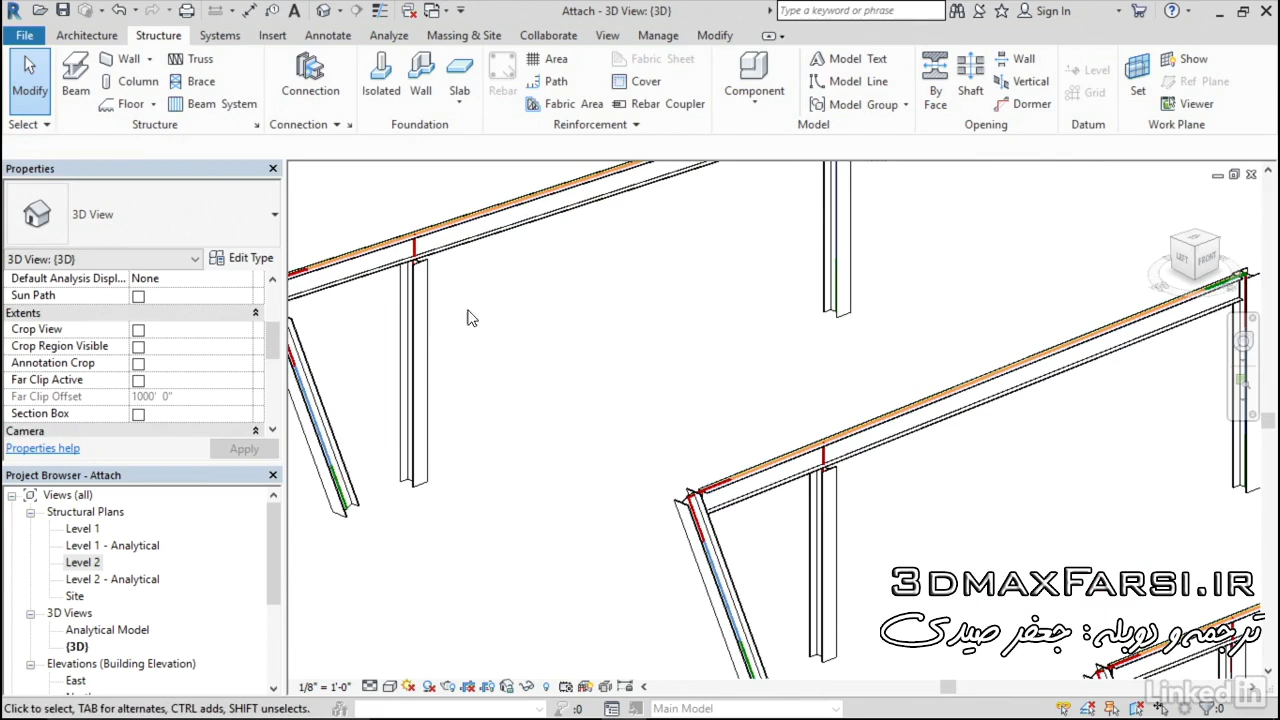 Attach - 3D View: {3D}
Type a keyword or phrase
Sign In
File Architecture Structure Systems Insert Annotate Analyze Massing & Site Collaborate View Manage Modify
Modify
Select
Beam
Wall
Column
Floor
Truss
Brace
Beam System
Structure
Connection
Connection
Isolated
Wall
Slab
Foundation
Rebar
Area
Path
Fabric Area
Fabric Sheet
Cover
Rebar Coupler
Reinforcement
Component
Model Text
Model Line
Model Group
Model
By
Face
Shaft
Wall
Vertical
Dormer
Opening
Level
Grid
Datum
Set
Show
Ref Plane
Viewer
Work Plane
Properties
3D View
3D View: {3D}
Edit Type
Default Analysis Displ... None
Sun Path
Extents
Crop View
Crop Region Visible
Annotation Crop
Far Clip Active
Far Clip Offset 1000' 0"
Section Box
Camera
Properties help
Apply
Project Browser - Attach
Views (all)
Structural Plans
Level 1
Level 1 - Analytical
Level 2
Level 2 - Analytical
Site
3D Views
Analytical Model
{3D}
Elevations (Building Elevation)
East
LEFT
FRONT
3DMAXFARSI.IR
ترجمه و دوبله : جعفر صیدی
LinkedIn
1/8" = 1'-0"
Click to select, TAB for alternates, CTRL adds, SHIFT unselects.
:0
Main Model
:0